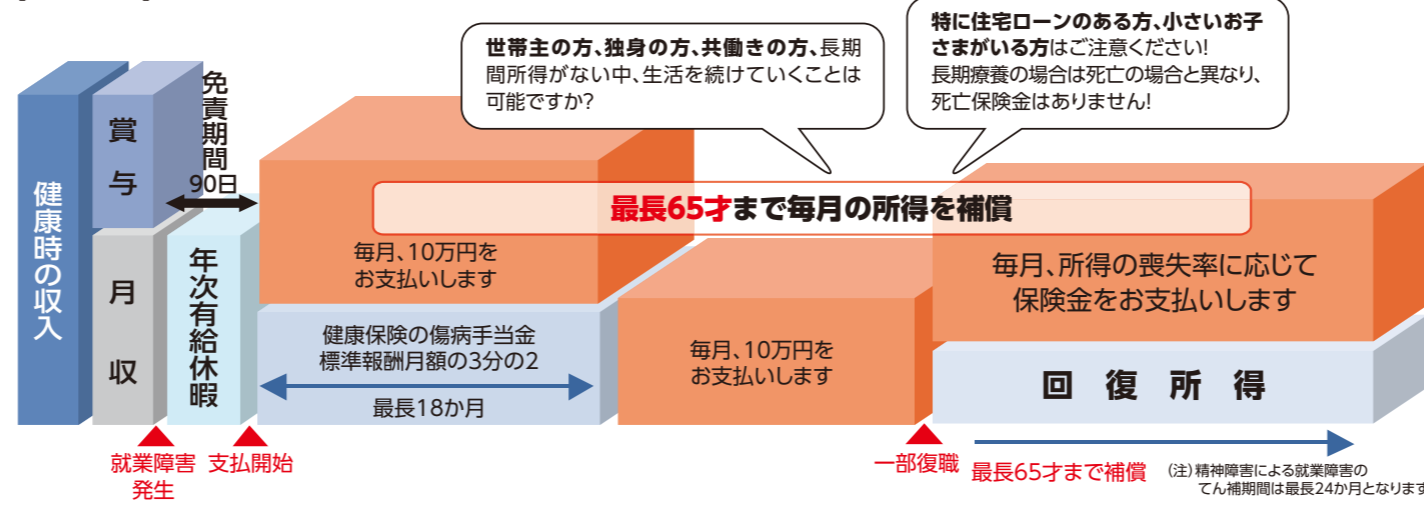 世帯主の方、独身の方、共働きの方、長期
間所得がない中、生活を続けていくことは
可能ですか?
特に住宅ローンのある方、小さいお子
さまがいる方はご注意ください!
長期療養の場合は死亡の場合と異なり、
死亡保険金はありません!
健康時の収入
賞与
月収
免責期間
90日
年次有給休暇
最長65才まで毎月の所得を補償
毎月、10万円を
お支払いします
健康保険の傷病手当金
標準報酬月額の3分の2
最長18か月
毎月、10万円を
お支払いします
毎月、所得の喪失率に応じて
保険金をお支払いします
回復所得
就業障害
発生
支払開始
一部復職
最長65才まで補償
(注)精神障害による就業障害の
てん補期間は最長24か月となります